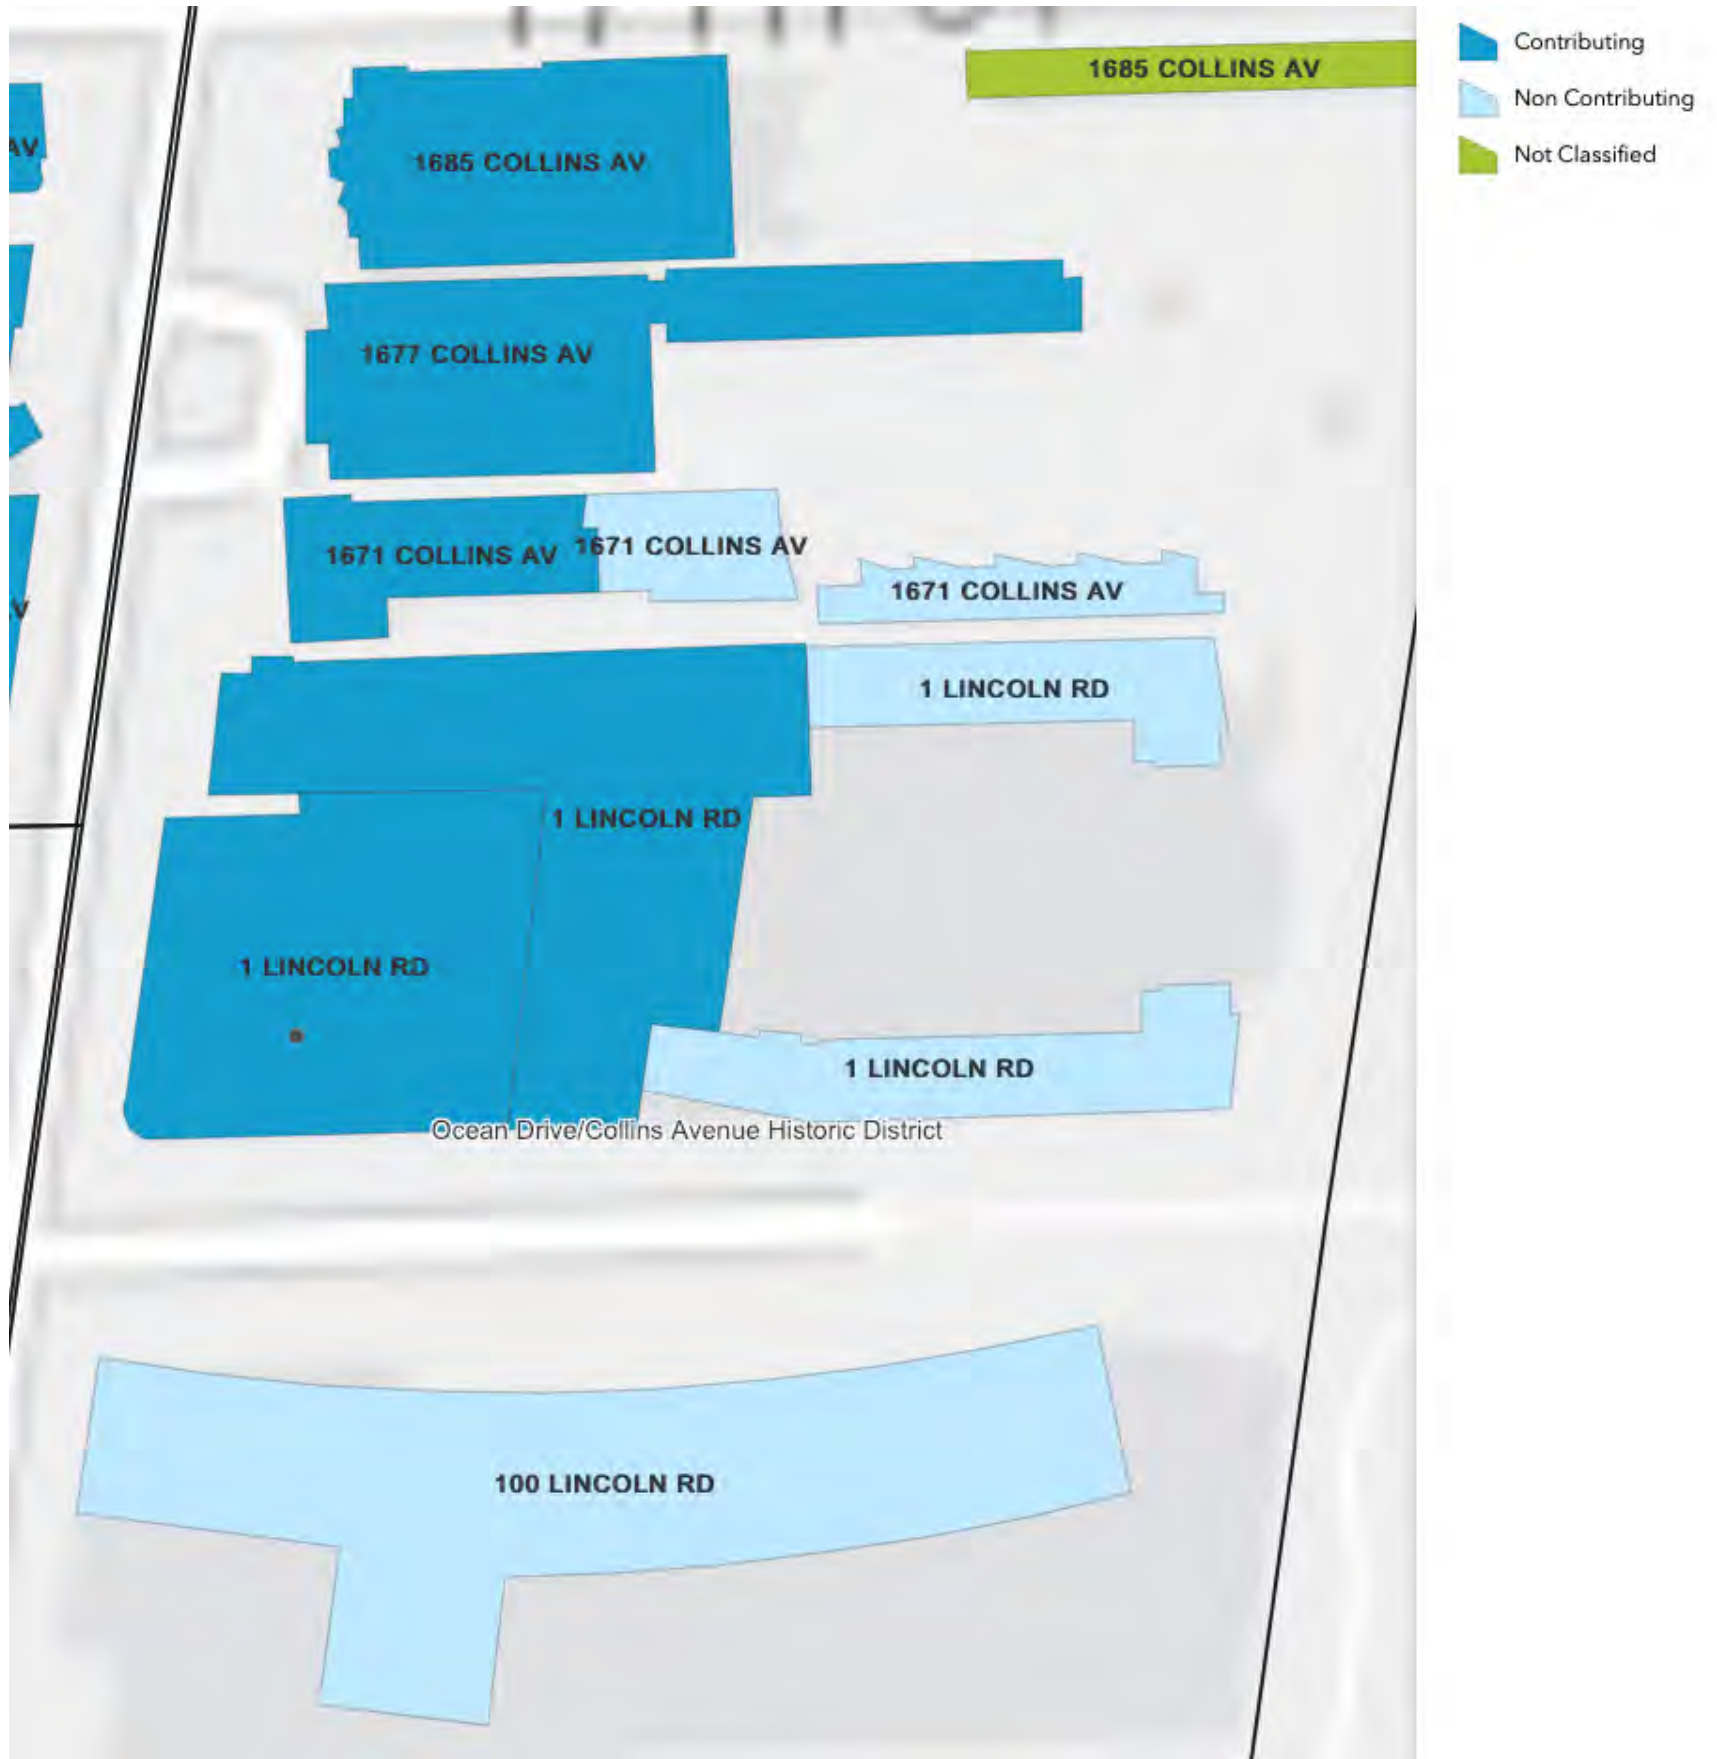 1685 COLLINS AV
Contributing
Non Contributing
Not Classified
AV
1685 COLLINS AV
1677 COLLINS AV
1671 COLLINS AV
1671 COLLINS AV
1671 COLLINS AV
1 LINCOLN RD
1 LINCOLN RD
1 LINCOLN RD
1 LINCOLN RD
Ocean Drive/Collins Avenue Historic District
100 LINCOLN RD